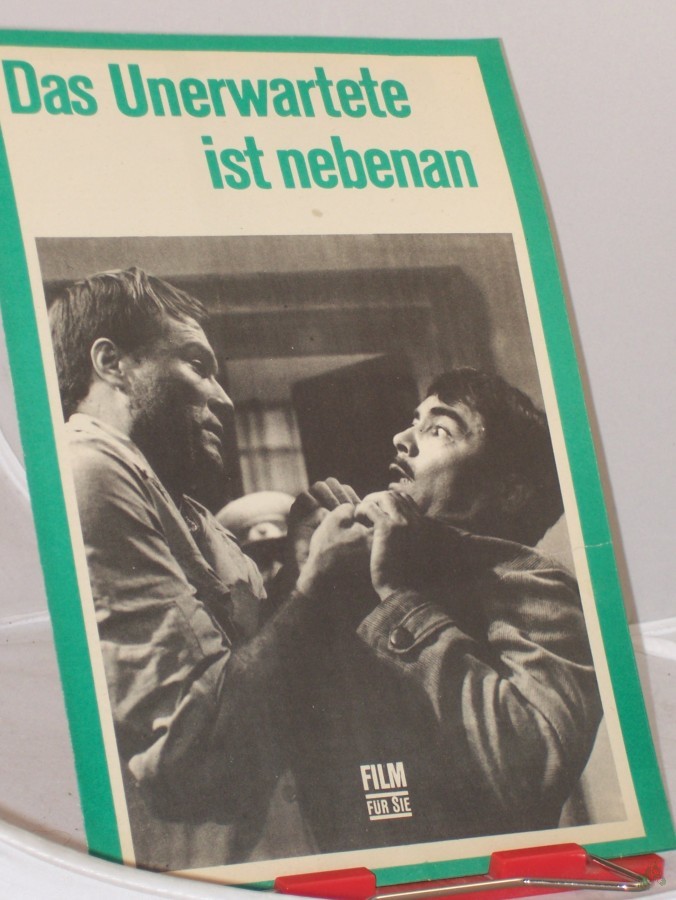 Das Unerwartete
ist nebenan
FILM
FÜR SIE